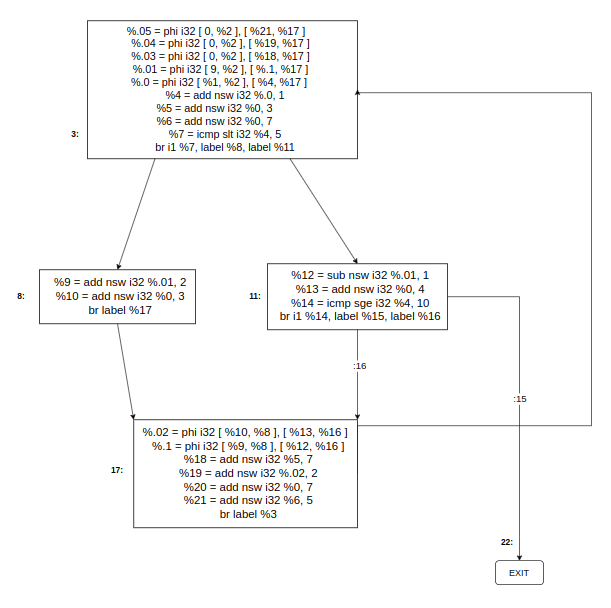 %.05 = phi i32 [ 0, %2 ], [ %21, %17 ]
%.04 = phi i32 [ 0, %2 ], [ %19, %17 ]
%.03 = phi i32 [ 0, %2 ], [ %18, %17 ]
%.01 = phi i32 [ 9, %2 ], [ %.1, %17 ]
%.0 = phi i32 [ %1, %2 ], [ %4, %17 ]
%4 = add nsw i32 %.0, 1
%5 = add nsw i32 %0, 3
%6 = add nsw i32 %0, 7
3: %7 = icmp slt i32 %4, 5
br i1 %7, label %8, label %11
8: %9 = add nsw i32 %.01, 2
%10 = add nsw i32 %0, 3
br label %17
11: %12 = sub nsw i32 %.01, 1
%13 = add nsw i32 %0, 4
%14 = icmp sge i32 %4, 10
br i1 %14, label %15, label %16
:16
:15
%.02 = phi i32 [ %10, %8 ], [ %13, %16 ]
%.1 = phi i32 [ %9, %8 ], [ %12, %16 ]
%18 = add nsw i32 %5, 7
17: %19 = add nsw i32 %.02, 2
%20 = add nsw i32 %0, 7
%21 = add nsw i32 %6, 5
br label %3
22:
EXIT